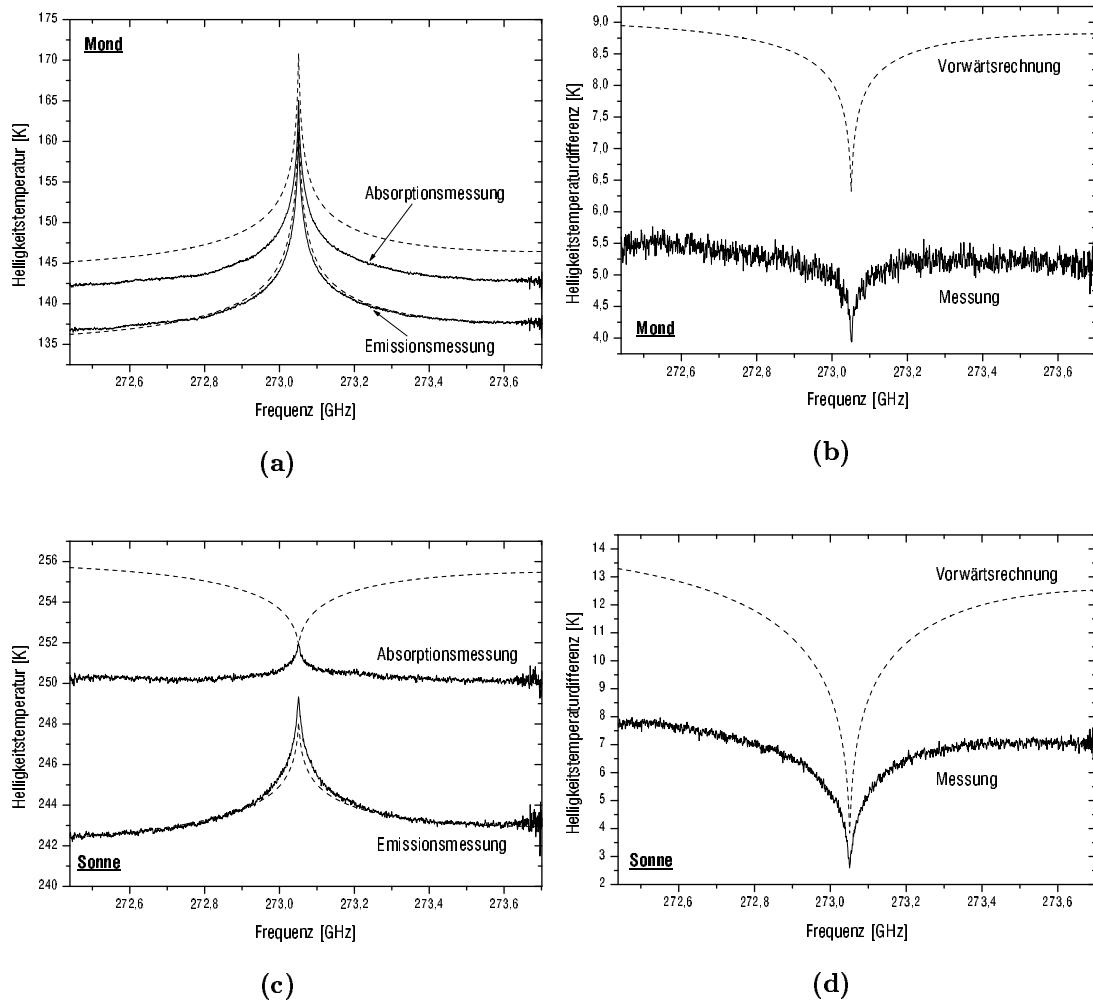 Mond
Helligkeitstemperatur [K]
175
170
165
160
155
150
145
140
135
Absorptionsmessung
Emissionsmessung
272,6
272,8
273,0
273,2
273,4
273,6
Frequenz [GHz]
(a)
Helligkeitstemperaturdifferenz [K]
9,0
8,5
8,0
7,5
7,0
6,5
6,0
5,5
5,0
4,5
4,0
Vorwärtsrechnung
Messung
Mond
272,6
272,8
273,0
273,2
273,4
273,6
Frequenz [GHz]
(b)
Helligkeitstemperatur [K]
256
254
252
250
248
246
244
242
240
Absorptionsmessung
Emissionsmessung
Sonne
272,6
272,8
273,0
273,2
273,4
273,6
Frequenz [GHz]
(c)
Helligkeitstemperaturdifferenz [K]
14
13
12
11
10
9
8
7
6
5
4
3
2
Vorwärtsrechnung
Messung
Sonne
272,6
272,8
273,0
273,2
273,4
273,6
Frequenz [GHz]
(d)